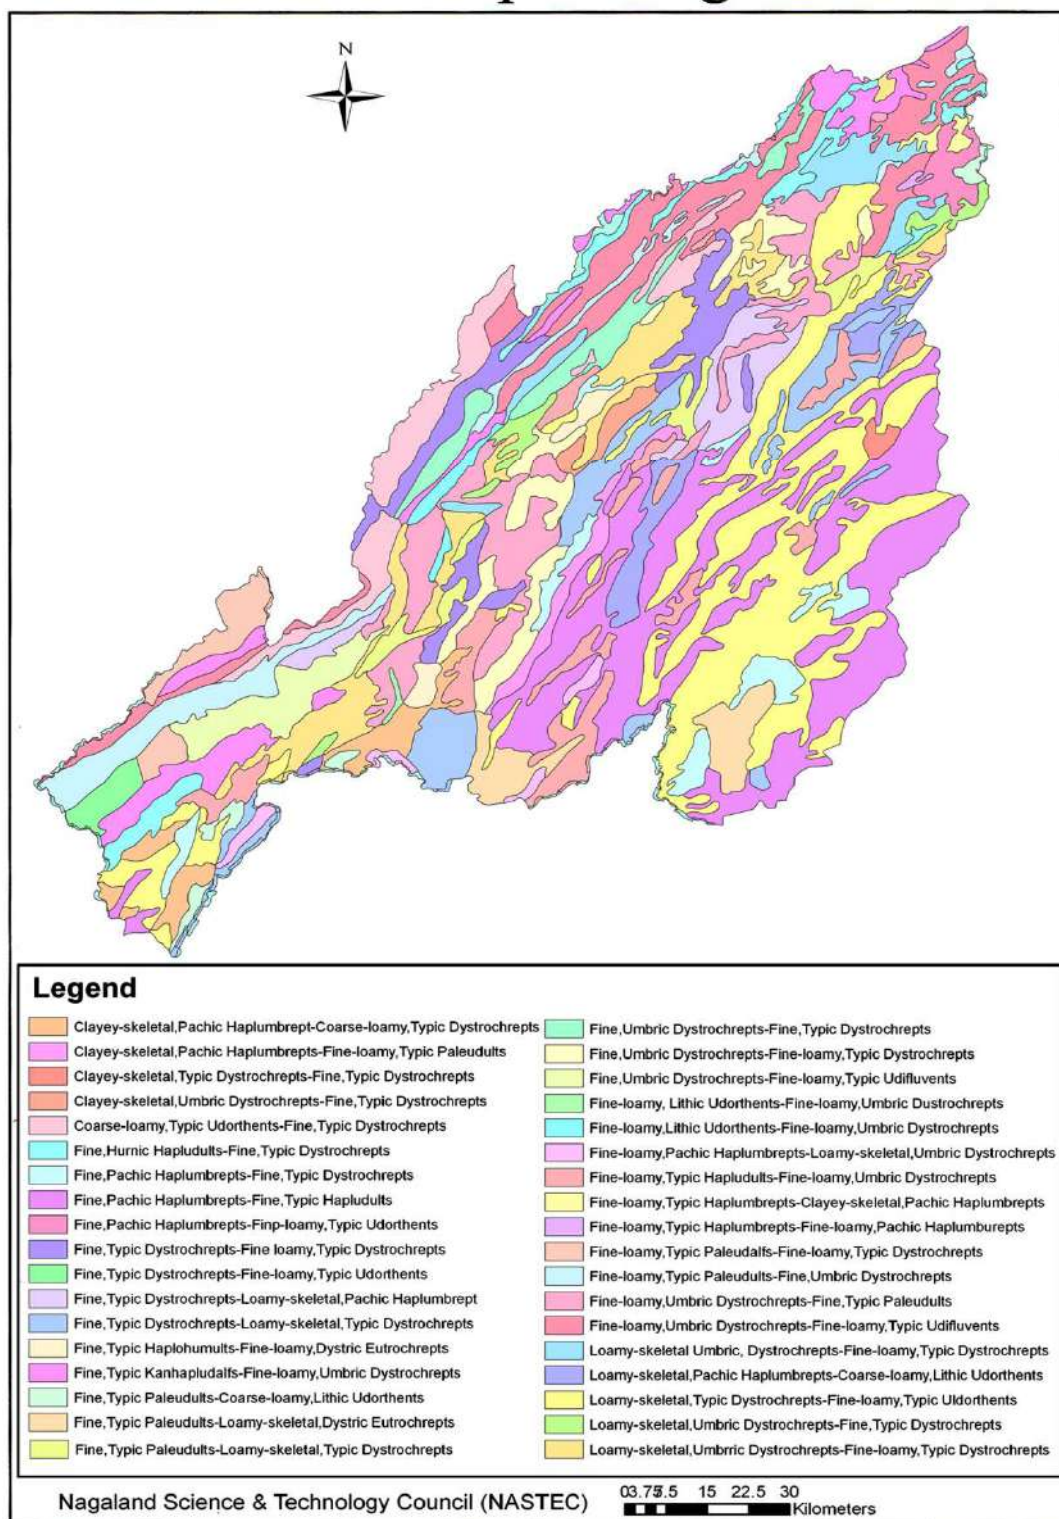 N
Legend
Clayey-skeletal,Pachic Haplumbrept-Coarse-loamy,Typic Dystrochrepts
Clayey-skeletal,Pachic Haplumbrepts-Fine-loamy,Typic Paleudults
Clayey-skeletal,Typic Dystrochrepts-Fine,Typic Dystrochrepts
Clayey-skeletal,Umbric Dystrochrepts-Fine,Typic Dystrochrepts
Coarse-loamy,Typic Udorthents-Fine,Typic Dystrochrepts
Fine,Hurnic Hapludults-Fine,Typic Dystrochrepts
Fine,Pachic Haplumbrepts-Fine,Typic Dystrochrepts
Fine,Pachic Haplumbrepts-Fine,Typic Hapludults
Fine,Pachic Haplumbrepts-Finp-loamy,Typic Udorthents
Fine,Typic Dystrochrepts-Fine loamy,Typic Dystrochrepts
Fine,Typic Dystrochrepts-Fine-loamy,Typic Udorthents
Fine,Typic Dystrochrepts-Loamy-skeletal,Pachic Haplumbrept
Fine,Typic Dystrochrepts-Loamy-skeletal,Typic Dystrochrepts
Fine,Typic Haplohumults-Fine-loamy,Dystric Eutrochrepts
Fine,Typic Kanhapludalfs-Fine-loamy,Umbric Dystrochrepts
Fine,Typic Paleudults-Coarse-loamy,Lithic Udorthents
Fine,Typic Paleudults-Loamy-skeletal,Dystric Eutrochrepts
Fine,Typic Paleudults-Loamy-skeletal,Typic Dystrochrepts
Fine,Umbric Dystrochrepts-Fine,Typic Dystrochrepts
Fine,Umbric Dystrochrepts-Fine-loamy,Typic Dystrochrepts
Fine,Umbric Dystrochrepts-Fine-loamy,Typic Udifluvents
Fine-loamy, Lithic Udorthents-Fine-loamy,Umbric Dustrochrepts
Fine-loamy,Lithic Udorthents-Fine-loamy,Umbric Dystrochrepts
Fine-loamy,Pachic Haplumbrepts-Loamy-skeletal,Umbric Dystrochrepts
Fine-loamy,Typic Hapludults-Fine-loamy,Umbric Dystrochrepts
Fine-loamy,Typic Haplumbrepts-Clayey-skeletal,Pachic Haplumbrepts
Fine-loamy,Typic Haplumbrepts-Fine-loamy,Pachic Haplumburepts
Fine-loamy,Typic Paleudalfs-Fine-loamy,Typic Dystrochrepts
Fine-loamy,Typic Paleudults-Fine,Umbric Dystrochrepts
Fine-loamy,Umbric Dystrochrepts-Fine,Typic Paleudults
Fine-loamy,Umbric Dystrochrepts-Fine-loamy,Typic Udifluvents
Loamy-skeletal Umbric, Dystrochrepts-Fine-loamy,Typic Dystrochrepts
Loamy-skeletal,Pachic Haplumbrepts-Coarse-loamy,Lithic Udorthents
Loamy-skeletal,Typic Dystrochrepts-Fine-loamy,Typic Uldorthents
Loamy-skeletal,Umbric Dystrochrepts-Fine,Typic Dystrochrepts
Loamy-skeletal,Umbrric Dystrochrepts-Fine-loamy,Typic Dystrochrepts
Nagaland Science & Technology Council (NASTEC)
03.757.5 15 22.5 30
Kilometers